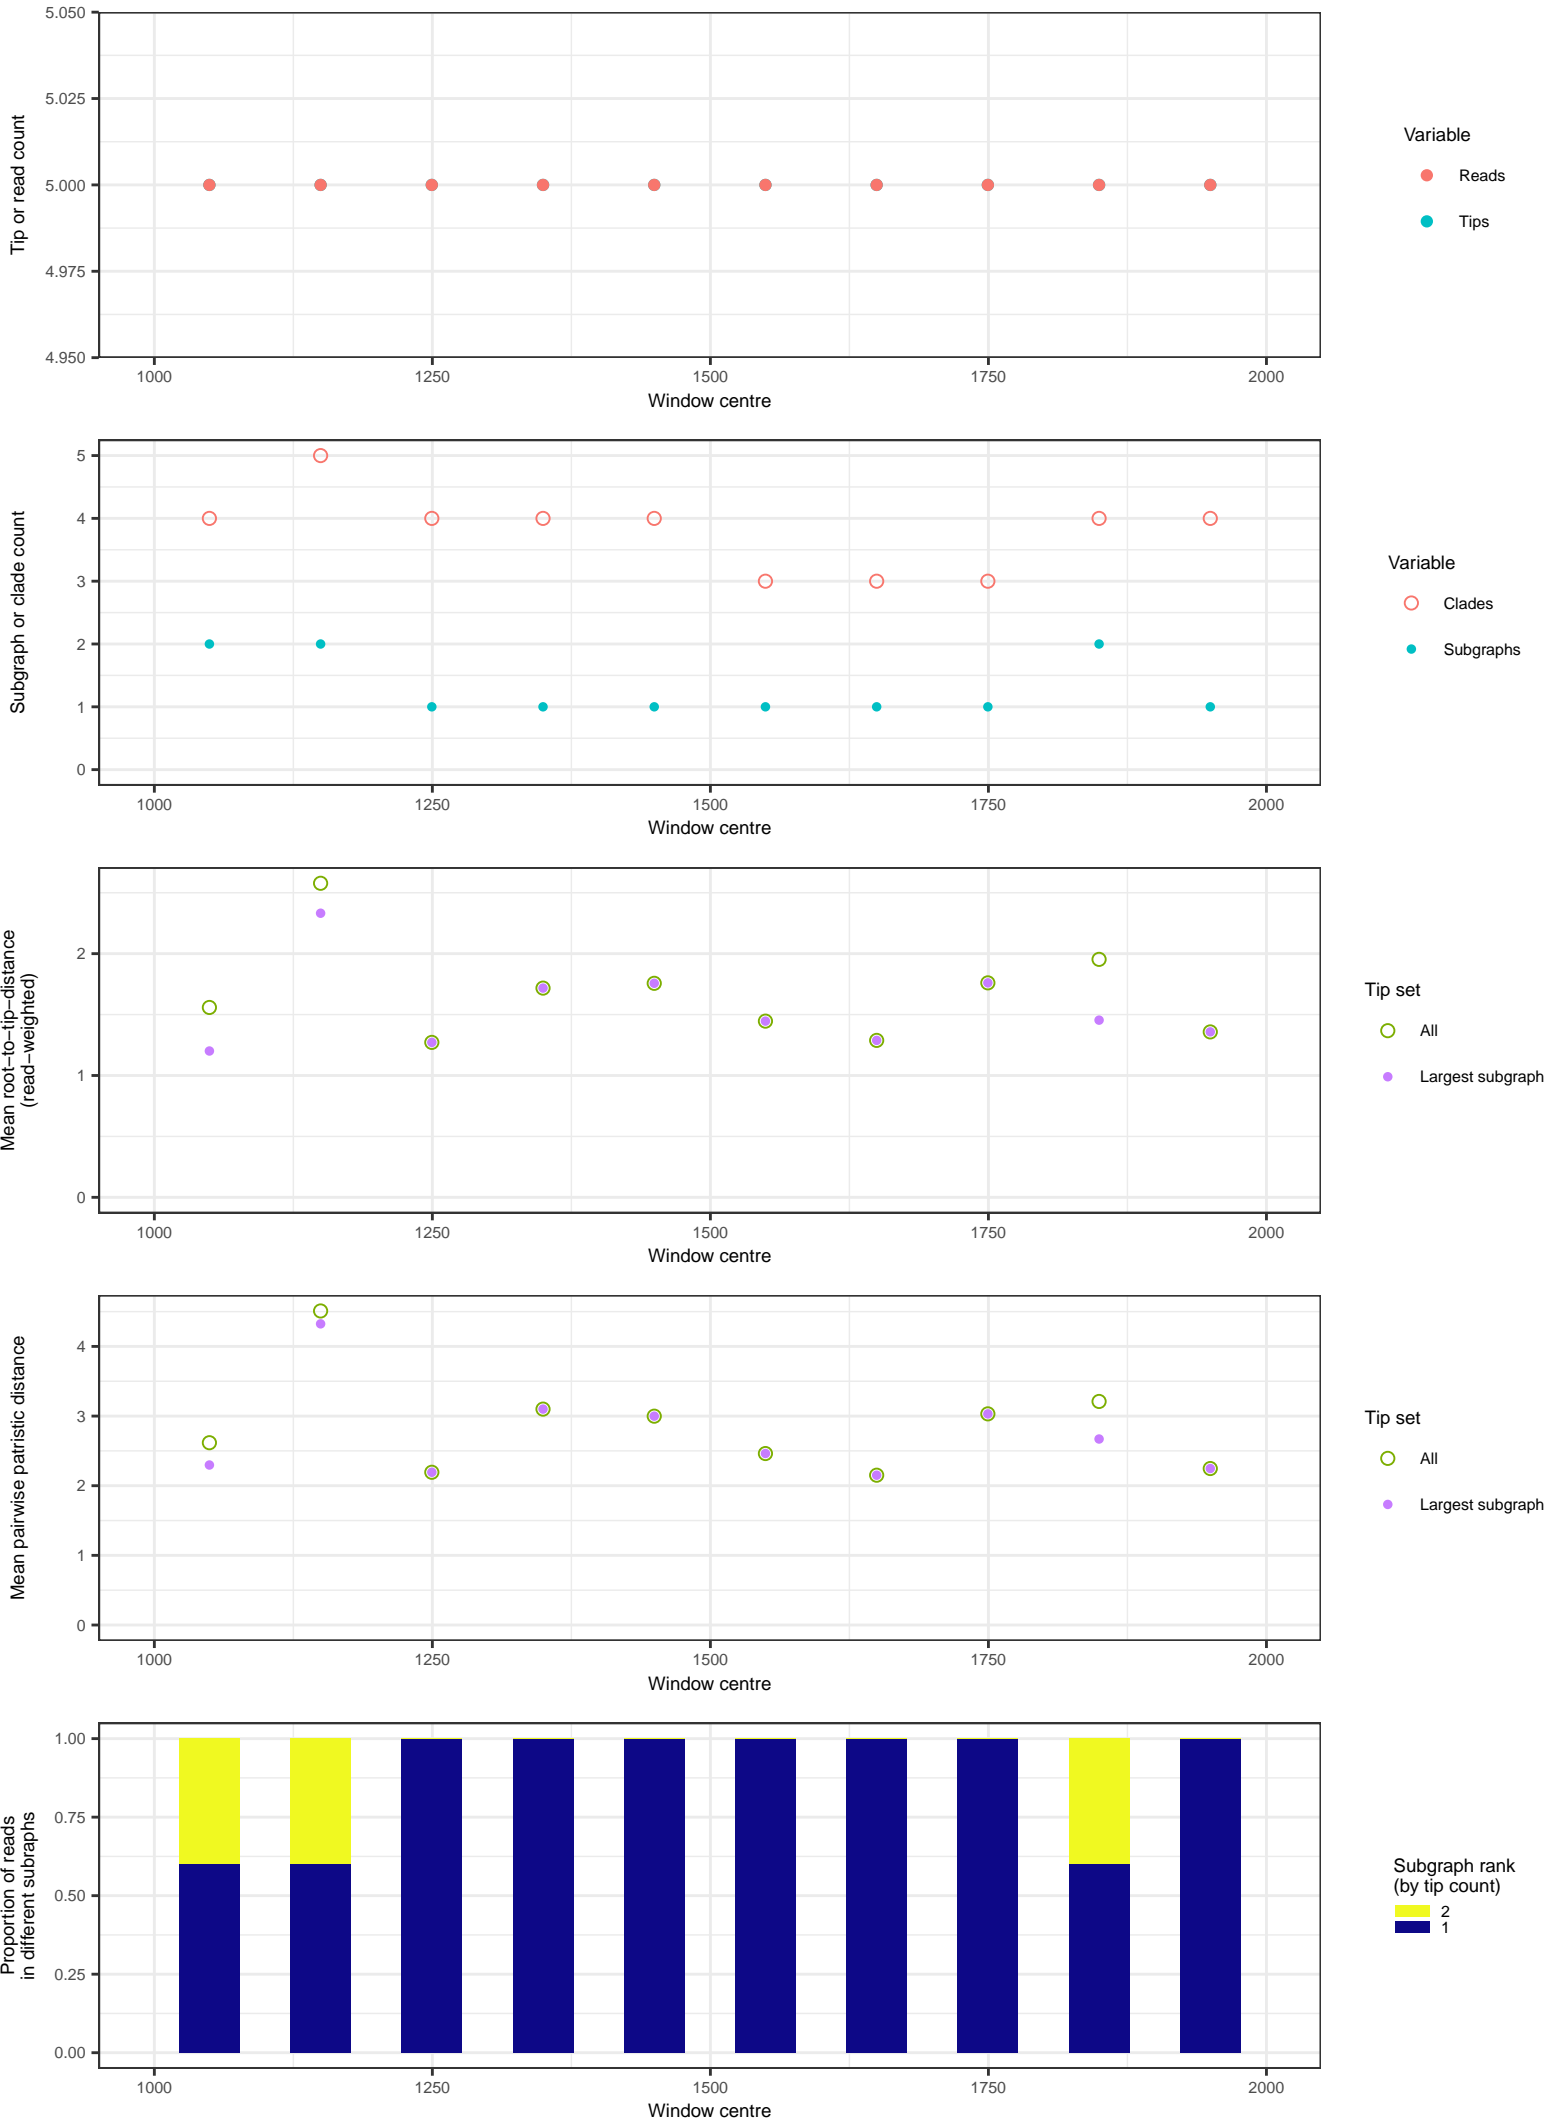 5.050
5.025
5.000
4.975
4.950
Tip or read count
1000 1250 1500 1750 2000
Window centre
Variable
Reads
Tips
5
4
3
2
1
0
Subgraph or clade count
1000 1250 1500 1750 2000
Window centre
Variable
Clades
Subgraphs
2
1
0
Mean root−to−tip−distance
(read−weighted)
1000 1250 1500 1750 2000
Window centre
Tip set
All
Largest subgraph
4
3
2
1
0
Mean pairwise patristic distance
1000 1250 1500 1750 2000
Window centre
Tip set
All
Largest subgraph
1.00
0.75
0.50
0.25
0.00
Proportion of reads
in different subraphs
1000 1250 1500 1750 2000
Window centre
Subgraph rank
(by tip count)
2
1